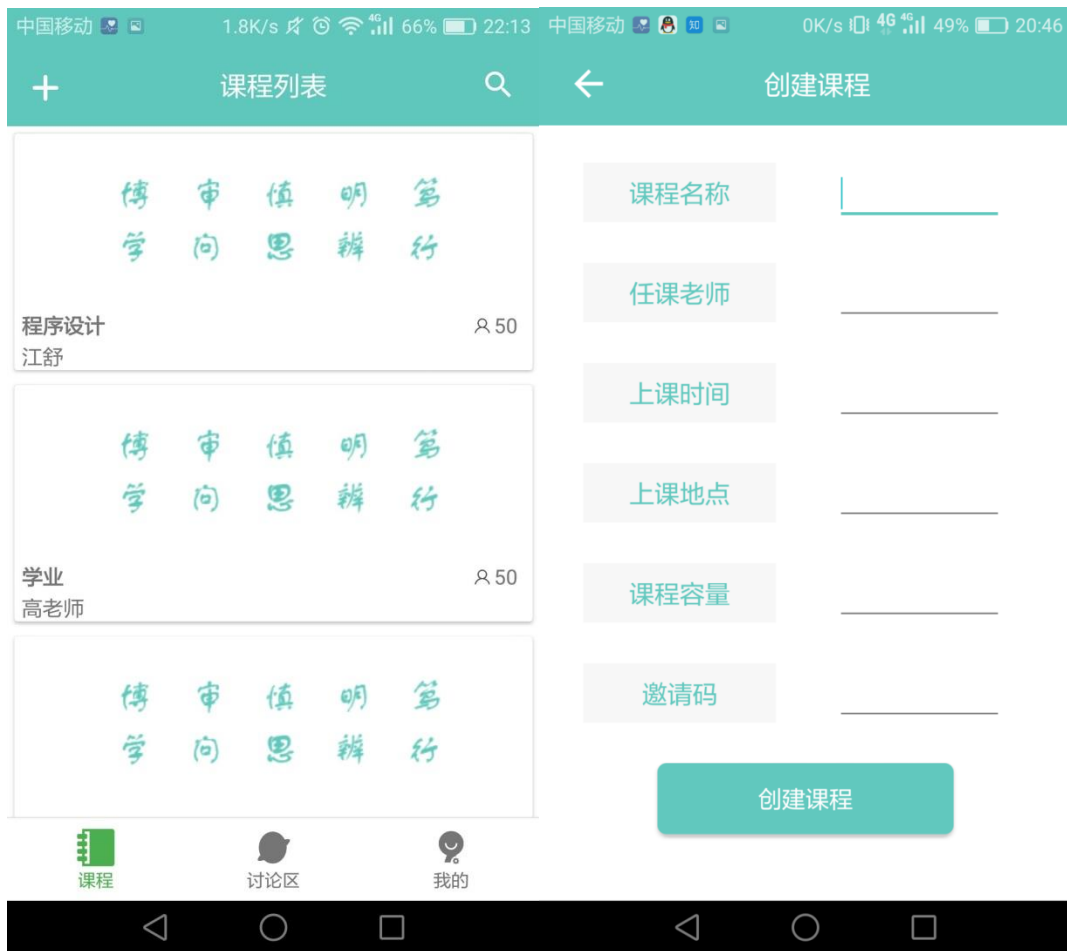 中国移动 1.8K/s 4G 66% 22:13
课程列表
博 审 慎 明 笃
学 问 思 辨 行
程序设计 50
江舒
博 审 慎 明 笃
学 问 思 辨 行
学业 50
高老师
博 审 慎 明 笃
学 问 思 辨 行
课程 讨论区 我的
中国移动 知 0K/s 4G 4G 49% 20:46
创建课程
课程名称
任课老师
上课时间
上课地点
课程容量
邀请码
创建课程